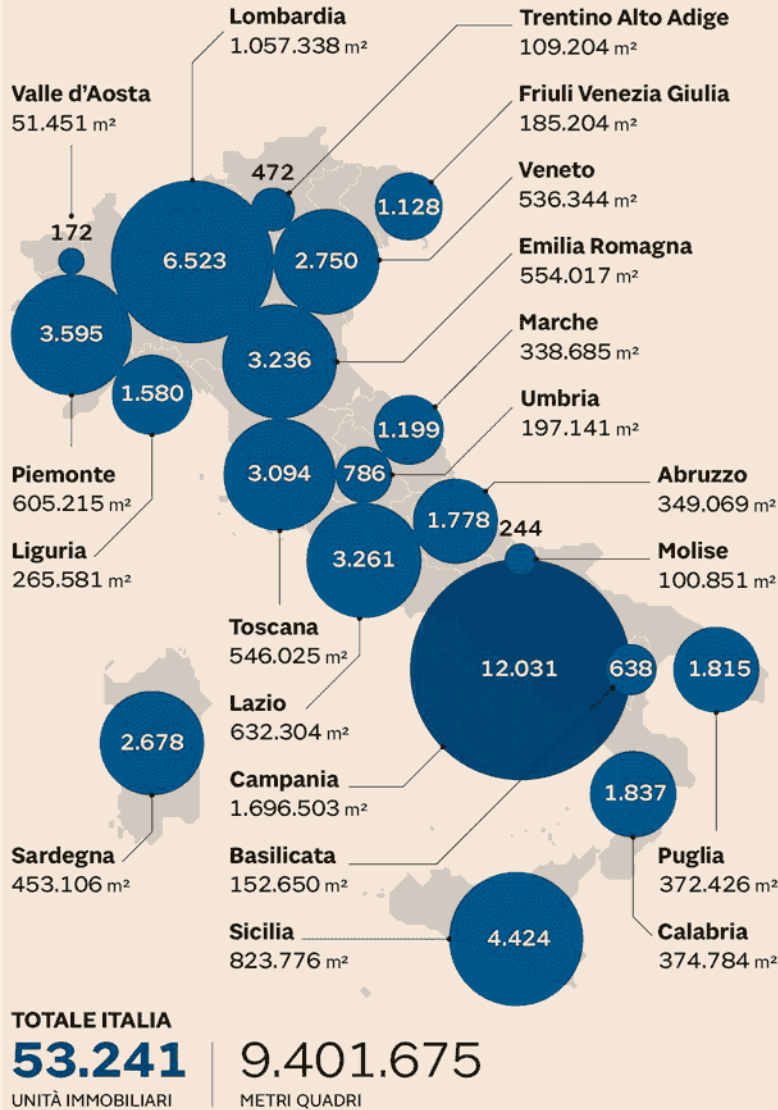 Lombardia
1.057.338 m²
Trentino Alto Adige
109.204 m²
Valle d'Aosta
51.451 m²
Friuli Venezia Giulia
185.204 m²
472
Veneto
536.344 m²
1.128
172
6.523
2.750
Emilia Romagna
554.017 m²
3.595
3.236
Marche
338.685 m²
1.580
1.199
Umbria
197.141 m²
Piemonte
605.215 m²
3.094
786
Abruzzo
349.069 m²
1.778
244
Liguria
265.581 m²
3.261
Molise
100.851 m²
Toscana
546.025 m²
12.031
638
1.815
Lazio
632.304 m²
2.678
Campania
1.696.503 m²
1.837
Sardegna
453.106 m²
Basilicata
152.650 m²
Puglia
372.426 m²
Sicilia
823.776 m²
4.424
Calabria
374.784 m²
TOTALE ITALIA
53.241
UNITÀ IMMOBILIARI
9.401.675
METRI QUADRI